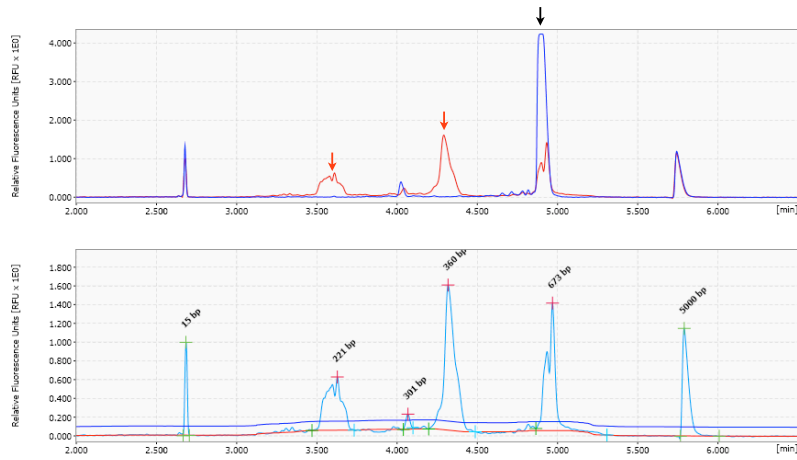 Relative Fluorescence Units [RFU x 1E0]
4.000
3.000
2.000
1.000
0.000
2.000 2.500 3.000 3.500 4.000 4.500 5.000 5.500 6.000
[min]
Relative Fluorescence Units [RFU x 1E0]
1.800
1.600
1.400
1.200
1.000
0.800
0.600
0.400
0.200
0.000
15 bp
221 bp
301 bp
360 bp
673 bp
5000 bp
2.000 2.500 3.000 3.500 4.000 4.500 5.000 5.500 6.000
[min]